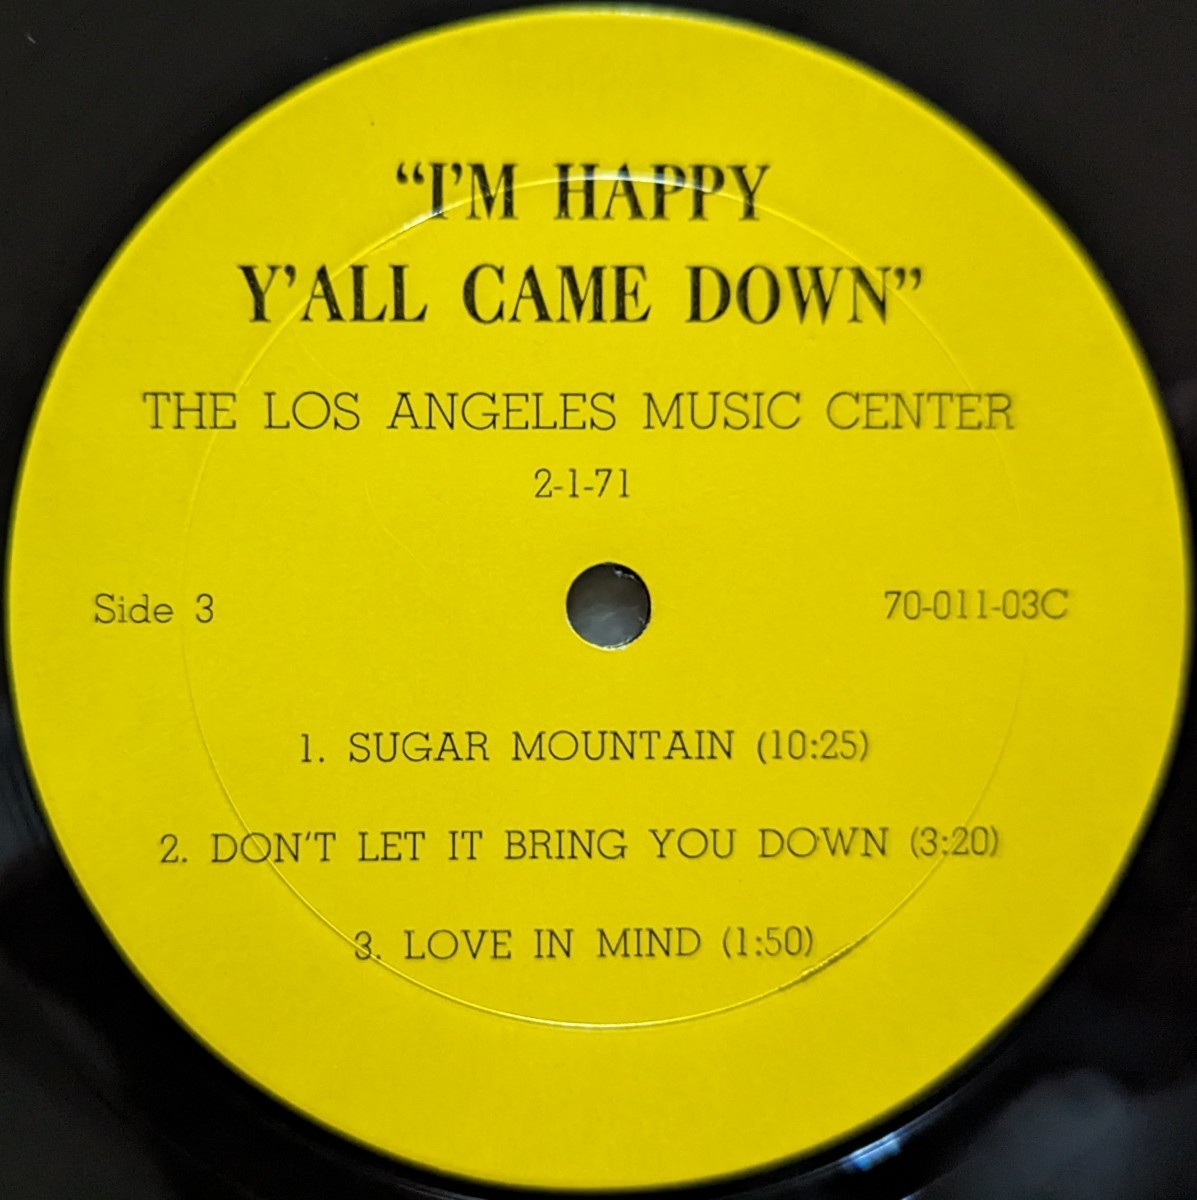 “I’M HAPPY
Y’ALL CAME DOWN”
THE LOS ANGELES MUSIC CENTER
2-1-71
Side 3 70-011-03C
1. SUGAR MOUNTAIN (10:25)
2. DON'T LET IT BRING YOU DOWN (3:20)
3. LOVE IN MIND (1:50)